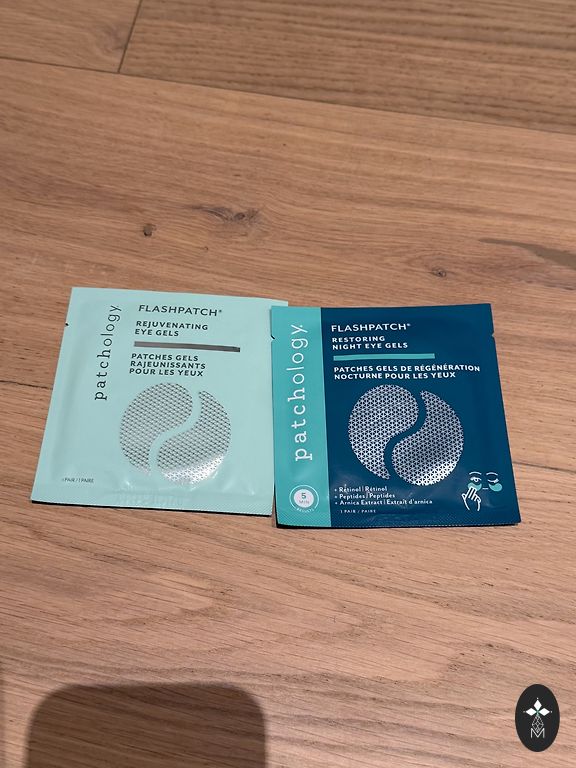 patchology
FLASHPATCH®
REJUVENATING
EYE GELS
PATCHES GELS
RAJEUNISSANTS
POUR LES YEUX
1 PAIR / 1 PAIRE
patchology
FLASHPATCH®
RESTORING
NIGHT EYE GELS
PATCHES GELS DE RÉGÉNÉRATION
NOCTURNE POUR LES YEUX
5
MIN
RESULTS
+ Retinol | Rétinol
+ Peptides / Peptides
+ Arnica Extract | Extrait d'arnica
1 PAIR / PAIRE
M